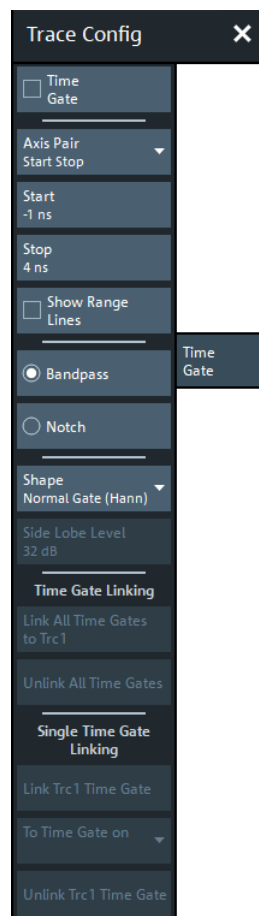 Trace Config
Time
Gate
Axis Pair
Start Stop
Start
-1 ns
Stop
4 ns
Show Range
Lines
Bandpass
Time
Gate
Notch
Shape
Normal Gate (Hann)
Side Lobe Level
32 dB
Time Gate Linking
Link All Time Gates
to Trc1
Unlink All Time Gates
Single Time Gate
Linking
Link Trc1 Time Gate
To Time Gate on
Unlink Trc1 Time Gate